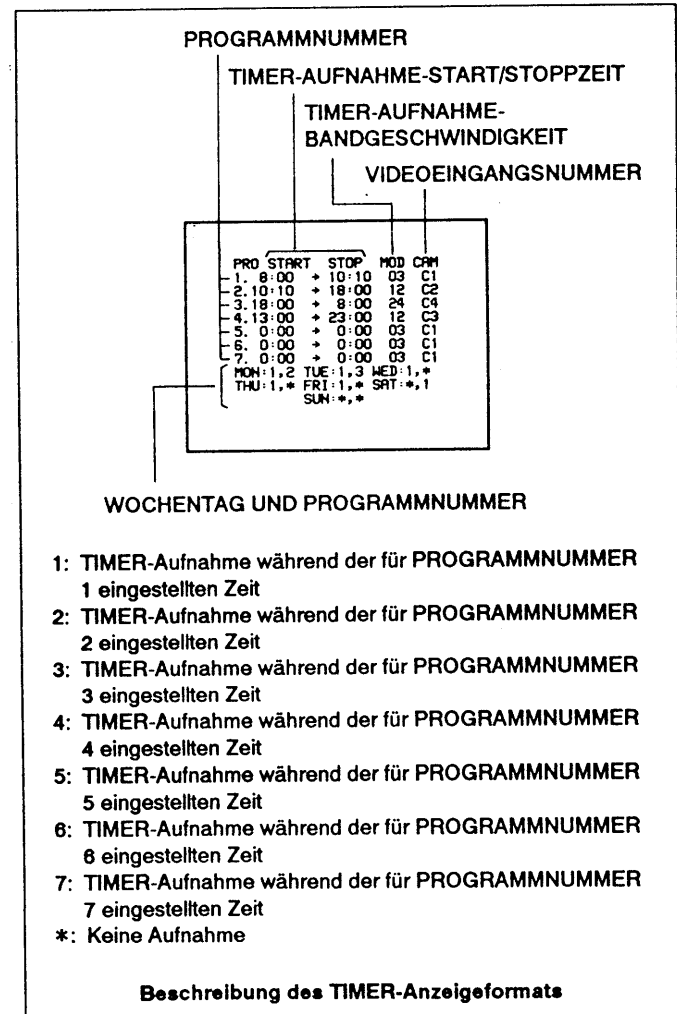 PROGRAMMNUMMER
TIMER-AUFNAHME-START/STOPPZEIT
TIMER-AUFNAHME-
BANDGESCHWINDIGKEIT
VIDEOEINGANGSNUMMER
PRO START STOP MOD CAM
1. 8:00 → 10:10 03 C1
2.10:10 → 18:00 12 C2
3.18:00 → 8:00 24 C4
4.13:00 → 23:00 12 C3
5. 0:00 → 0:00 03 C1
6. 0:00 → 0:00 03 C1
7. 0:00 → 0:00 03 C1
MON:1,2 TUE:1,3 WED:1,*
THU:1,* FRI:1,* SAT:*,1
SUN:*,*
WOCHENTAG UND PROGRAMMNUMMER
1: TIMER-Aufnahme während der für PROGRAMMNUMMER
1 eingestellten Zeit
2: TIMER-Aufnahme während der für PROGRAMMNUMMER
2 eingestellten Zeit
3: TIMER-Aufnahme während der für PROGRAMMNUMMER
3 eingestellten Zeit
4: TIMER-Aufnahme während der für PROGRAMMNUMMER
4 eingestellten Zeit
5: TIMER-Aufnahme während der für PROGRAMMNUMMER
5 eingestellten Zeit
6: TIMER-Aufnahme während der für PROGRAMMNUMMER
6 eingestellten Zeit
7: TIMER-Aufnahme während der für PROGRAMMNUMMER
7 eingestellten Zeit
*: Keine Aufnahme
Beschreibung des TIMER-Anzeigeformats